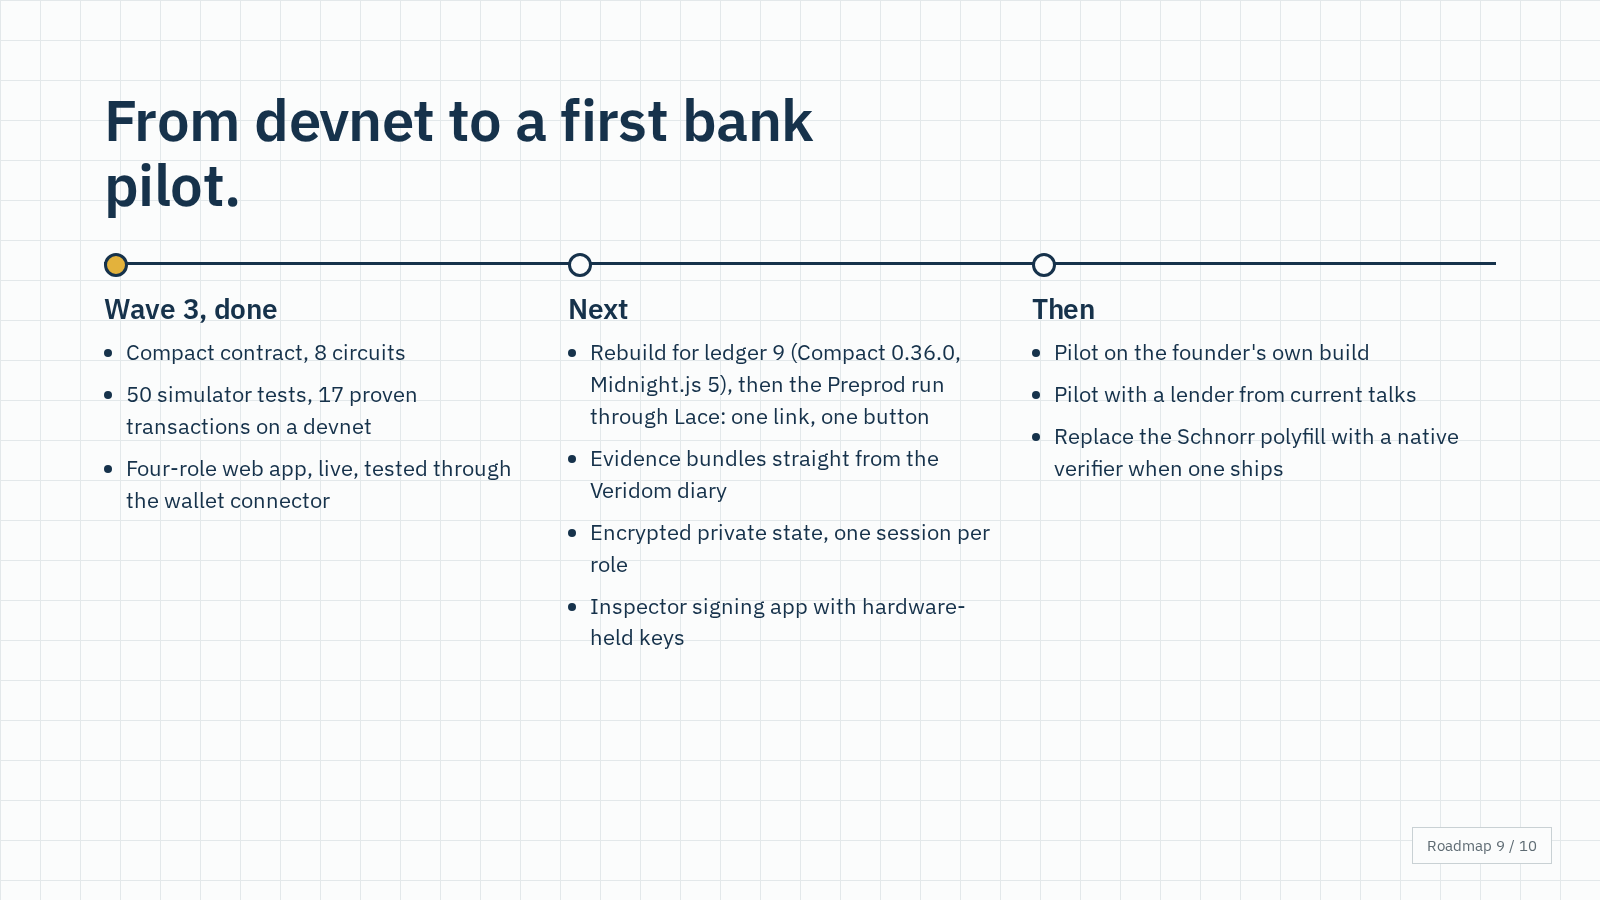 From devnet to a first bank
pilot.
Wave 3, done
Compact contract, 8 circuits
50 simulator tests, 17 proven
transactions on a devnet
Four-role web app, live, tested through
the wallet connector
Next
Rebuild for ledger 9 (Compact 0.36.0,
Midnight.js 5), then the Preprod run
through Lace: one link, one button
Evidence bundles straight from the
Veridom diary
Encrypted private state, one session per
role
Inspector signing app with hardware-
held keys
Then
Pilot on the founder's own build
Pilot with a lender from current talks
Replace the Schnorr polyfill with a native
verifier when one ships
Roadmap 9 / 10